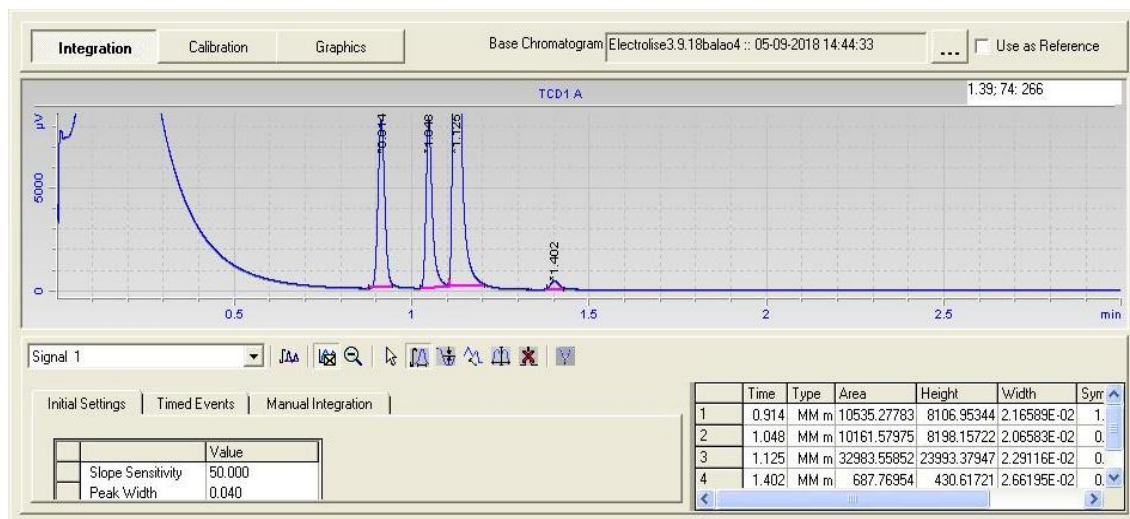 Integration Calibration Graphics Base Chromatogram Electrolise3.9.18balao4 :: 05-09-2018 14:44:33 ... Use as Reference
TCD1 A 1.39; 74: 266
µV
5000
0
0.914
1.048
1.125
1.402
0.5 1 1.5 2 2.5 min
Signal 1
Initial Settings Timed Events Manual Integration
Value
Slope Sensitivity 50.000
Peak Width 0.040
Time Type Area Height Width Sym
1 0.914 MM m 10535.27783 8106.95344 2.16589E-02 1.
2 1.048 MM m 10161.57975 8198.15722 2.06583E-02 0.
3 1.125 MM m 32983.55852 23993.37947 2.29116E-02 0.
4 1.402 MM m 687.76954 430.61721 2.66195E-02 0.